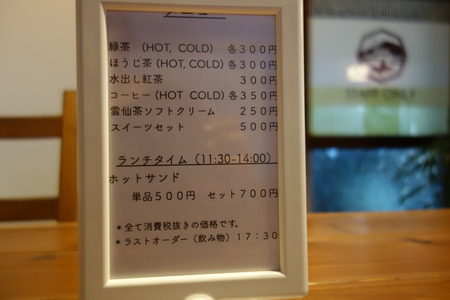 緑茶 (HOT, COLD) 各300円
ほうじ茶(HOT, COLD)各300円
水出し紅茶 300円
コーヒー(HOT COLD)各350円
雲仙茶ソフトクリーム 250円
スイーツセット 500円
ランチタイム (11:30-14:00)
ホットサンド
単品500円 セット700円
*全て消費税抜きの価格です。
*ラストオーダー(飲み物)17:30
STAFF ONLY